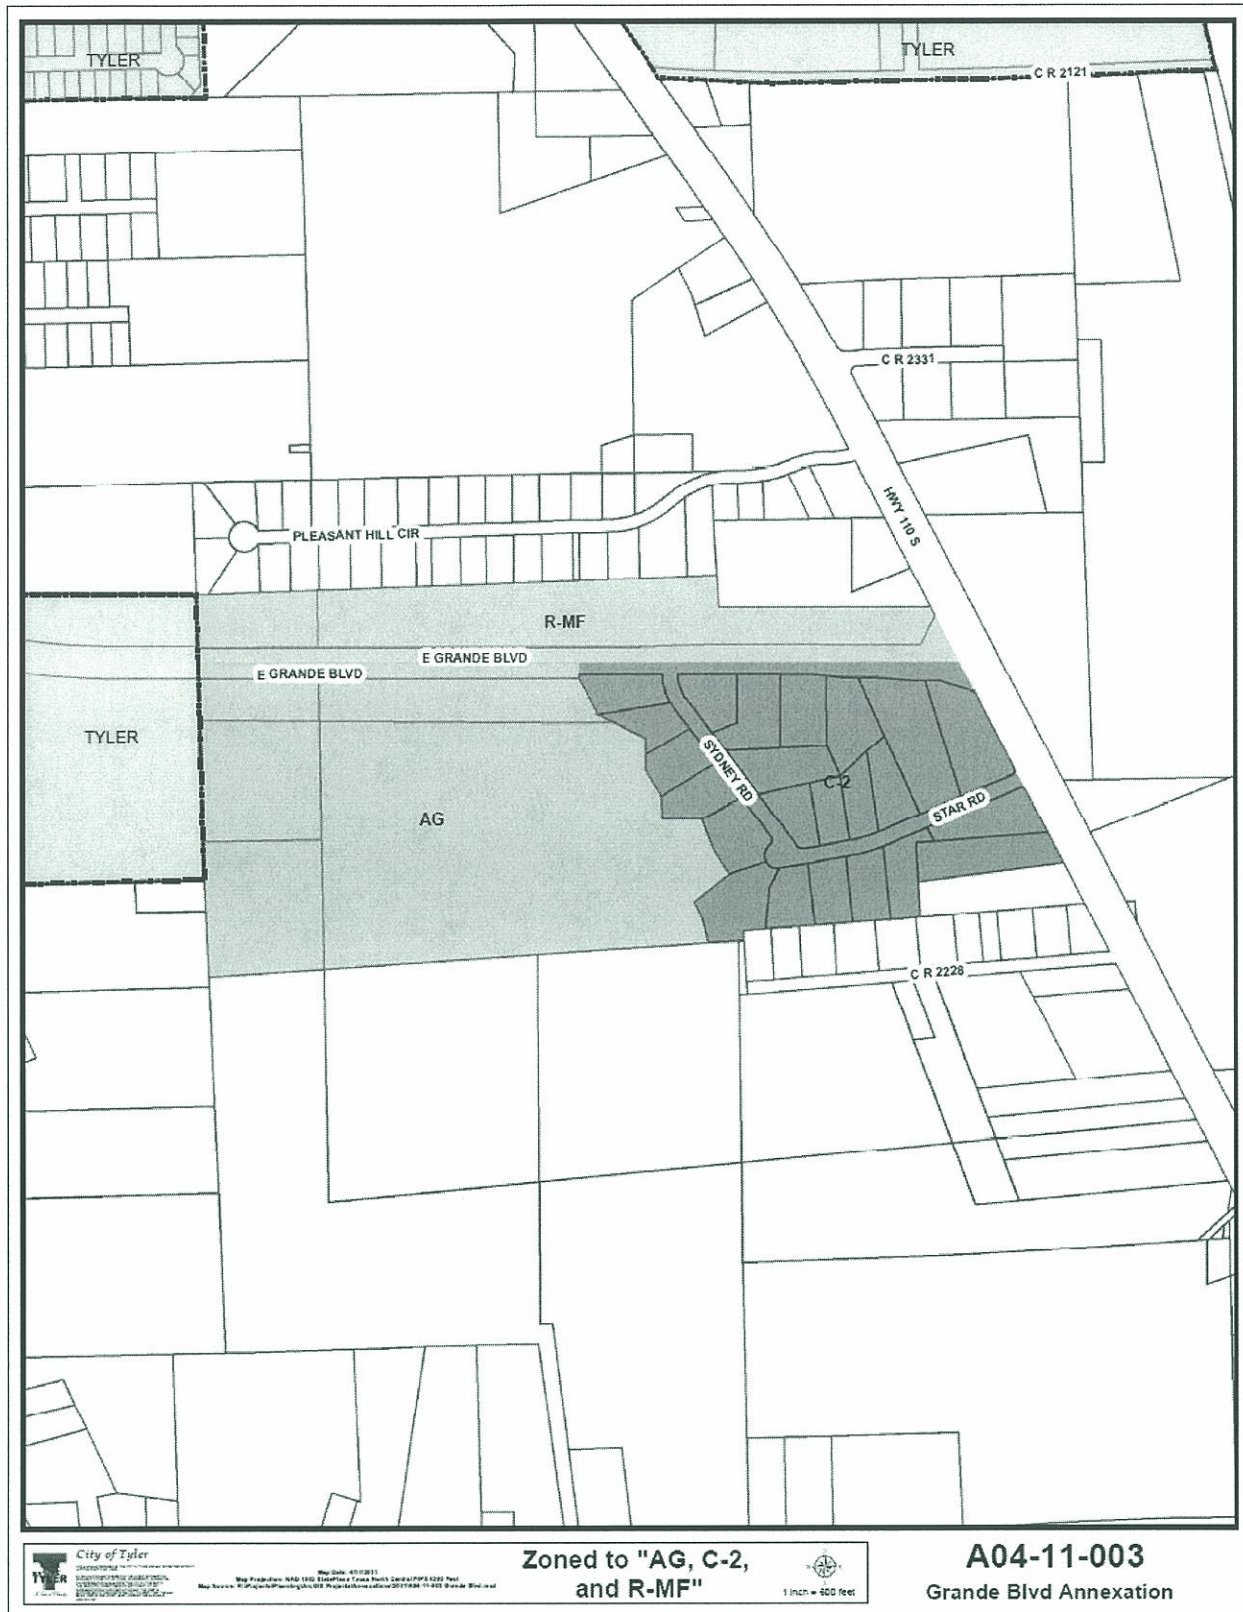 TYLER
TYLER
C R 2121
C R 2331
HWY 110 S
PLEASANT HILL CIR
R-MF
E GRANDE BLVD
E GRANDE BLVD
TYLER
SYDNEY RD
C-2
STAR RD
AG
C R 2228
City of Tyler
TYLER
Zoned to "AG, C-2,
and R-MF"
1 inch = 600 feet
A04-11-003
Grande Blvd Annexation